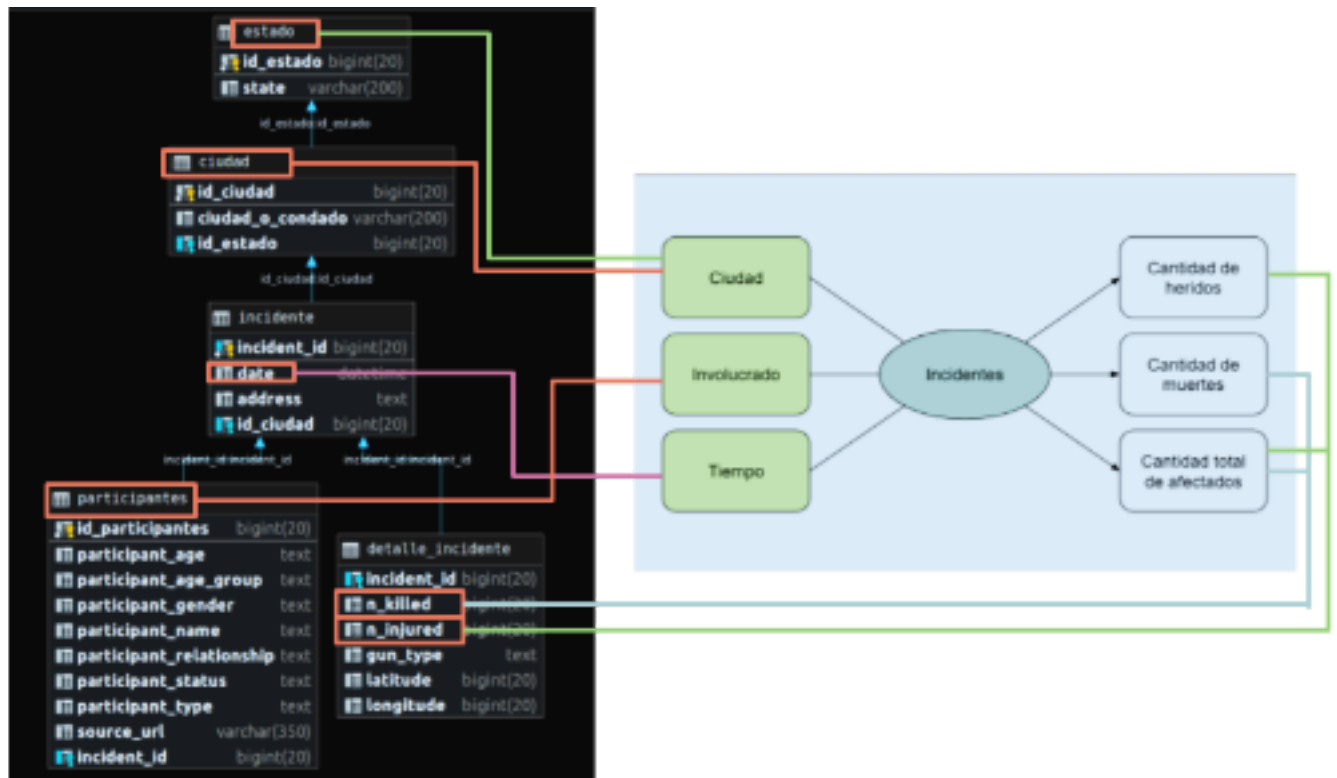 estado
id_estado bigint(20)
state varchar(200)
id_estado:id_estado
ciudad
id_ciudad bigint(20)
ciudad_o_condado varchar(200)
id_estado bigint(20)
id_ciudad:id_ciudad
incidente
incident_id bigint(20)
date datetime
address text
id_ciudad bigint(20)
incident_id:incident_id incident_id:incident_id
participantes
id_participantes bigint(20)
participant_age text
participant_age_group text
participant_gender text
participant_name text
participant_relationship text
participant_status text
participant_type text
source_url varchar(350)
incident_id bigint(20)
detalle_incidente
incident_id bigint(20)
n_killed bigint(20)
n_injured bigint(20)
gun_type text
latitude bigint(20)
longitude bigint(20)
Ciudad
Involucrado
Tiempo
Incidentes
Cantidad de
heridos
Cantidad de
muertes
Cantidad total
de afectados